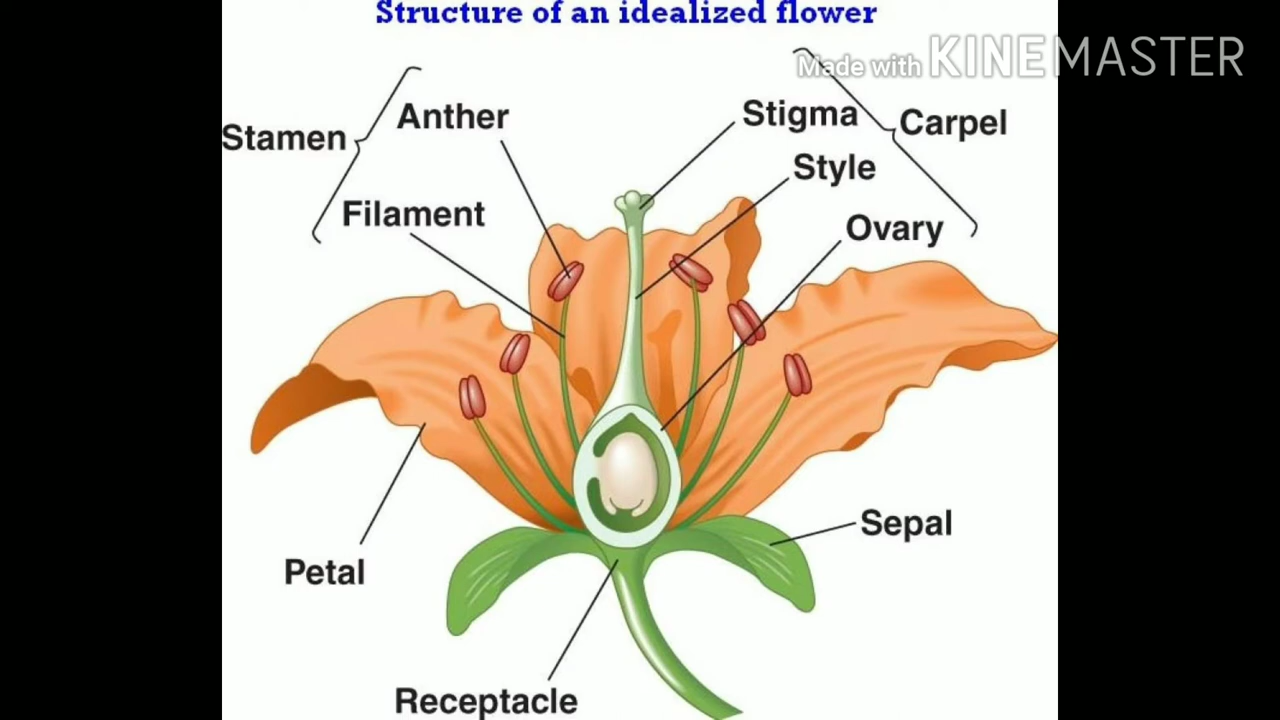 Structure of an idealized flower
Made with KINEMASTER
Stamen
Anther
Filament
Stigma
Carpel
Style
Ovary
Sepal
Petal
Receptacle